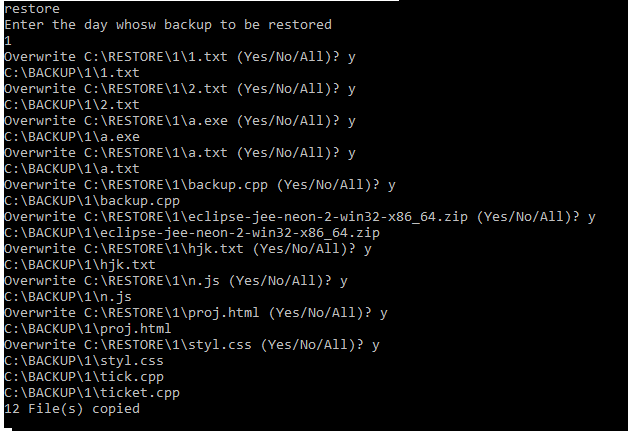 restore
Enter the day whosw backup to be restored
1
Overwrite C:\RESTORE\1\1.txt (Yes/No/All)? y
C:\BACKUP\1\1.txt
Overwrite C:\RESTORE\1\2.txt (Yes/No/All)? y
C:\BACKUP\1\2.txt
Overwrite C:\RESTORE\1\a.exe (Yes/No/All)? y
C:\BACKUP\1\a.exe
Overwrite C:\RESTORE\1\a.txt (Yes/No/All)? y
C:\BACKUP\1\a.txt
Overwrite C:\RESTORE\1\backup.cpp (Yes/No/All)? y
C:\BACKUP\1\backup.cpp
Overwrite C:\RESTORE\1\eclipse-jee-neon-2-win32-x86_64.zip (Yes/No/All)? y
C:\BACKUP\1\eclipse-jee-neon-2-win32-x86_64.zip
Overwrite C:\RESTORE\1\hjk.txt (Yes/No/All)? y
C:\BACKUP\1\hjk.txt
Overwrite C:\RESTORE\1\n.js (Yes/No/All)? y
C:\BACKUP\1\n.js
Overwrite C:\RESTORE\1\proj.html (Yes/No/All)? y
C:\BACKUP\1\proj.html
Overwrite C:\RESTORE\1\styl.css (Yes/No/All)? y
C:\BACKUP\1\styl.css
C:\BACKUP\1\tick.cpp
C:\BACKUP\1\ticket.cpp
12 File(s) copied